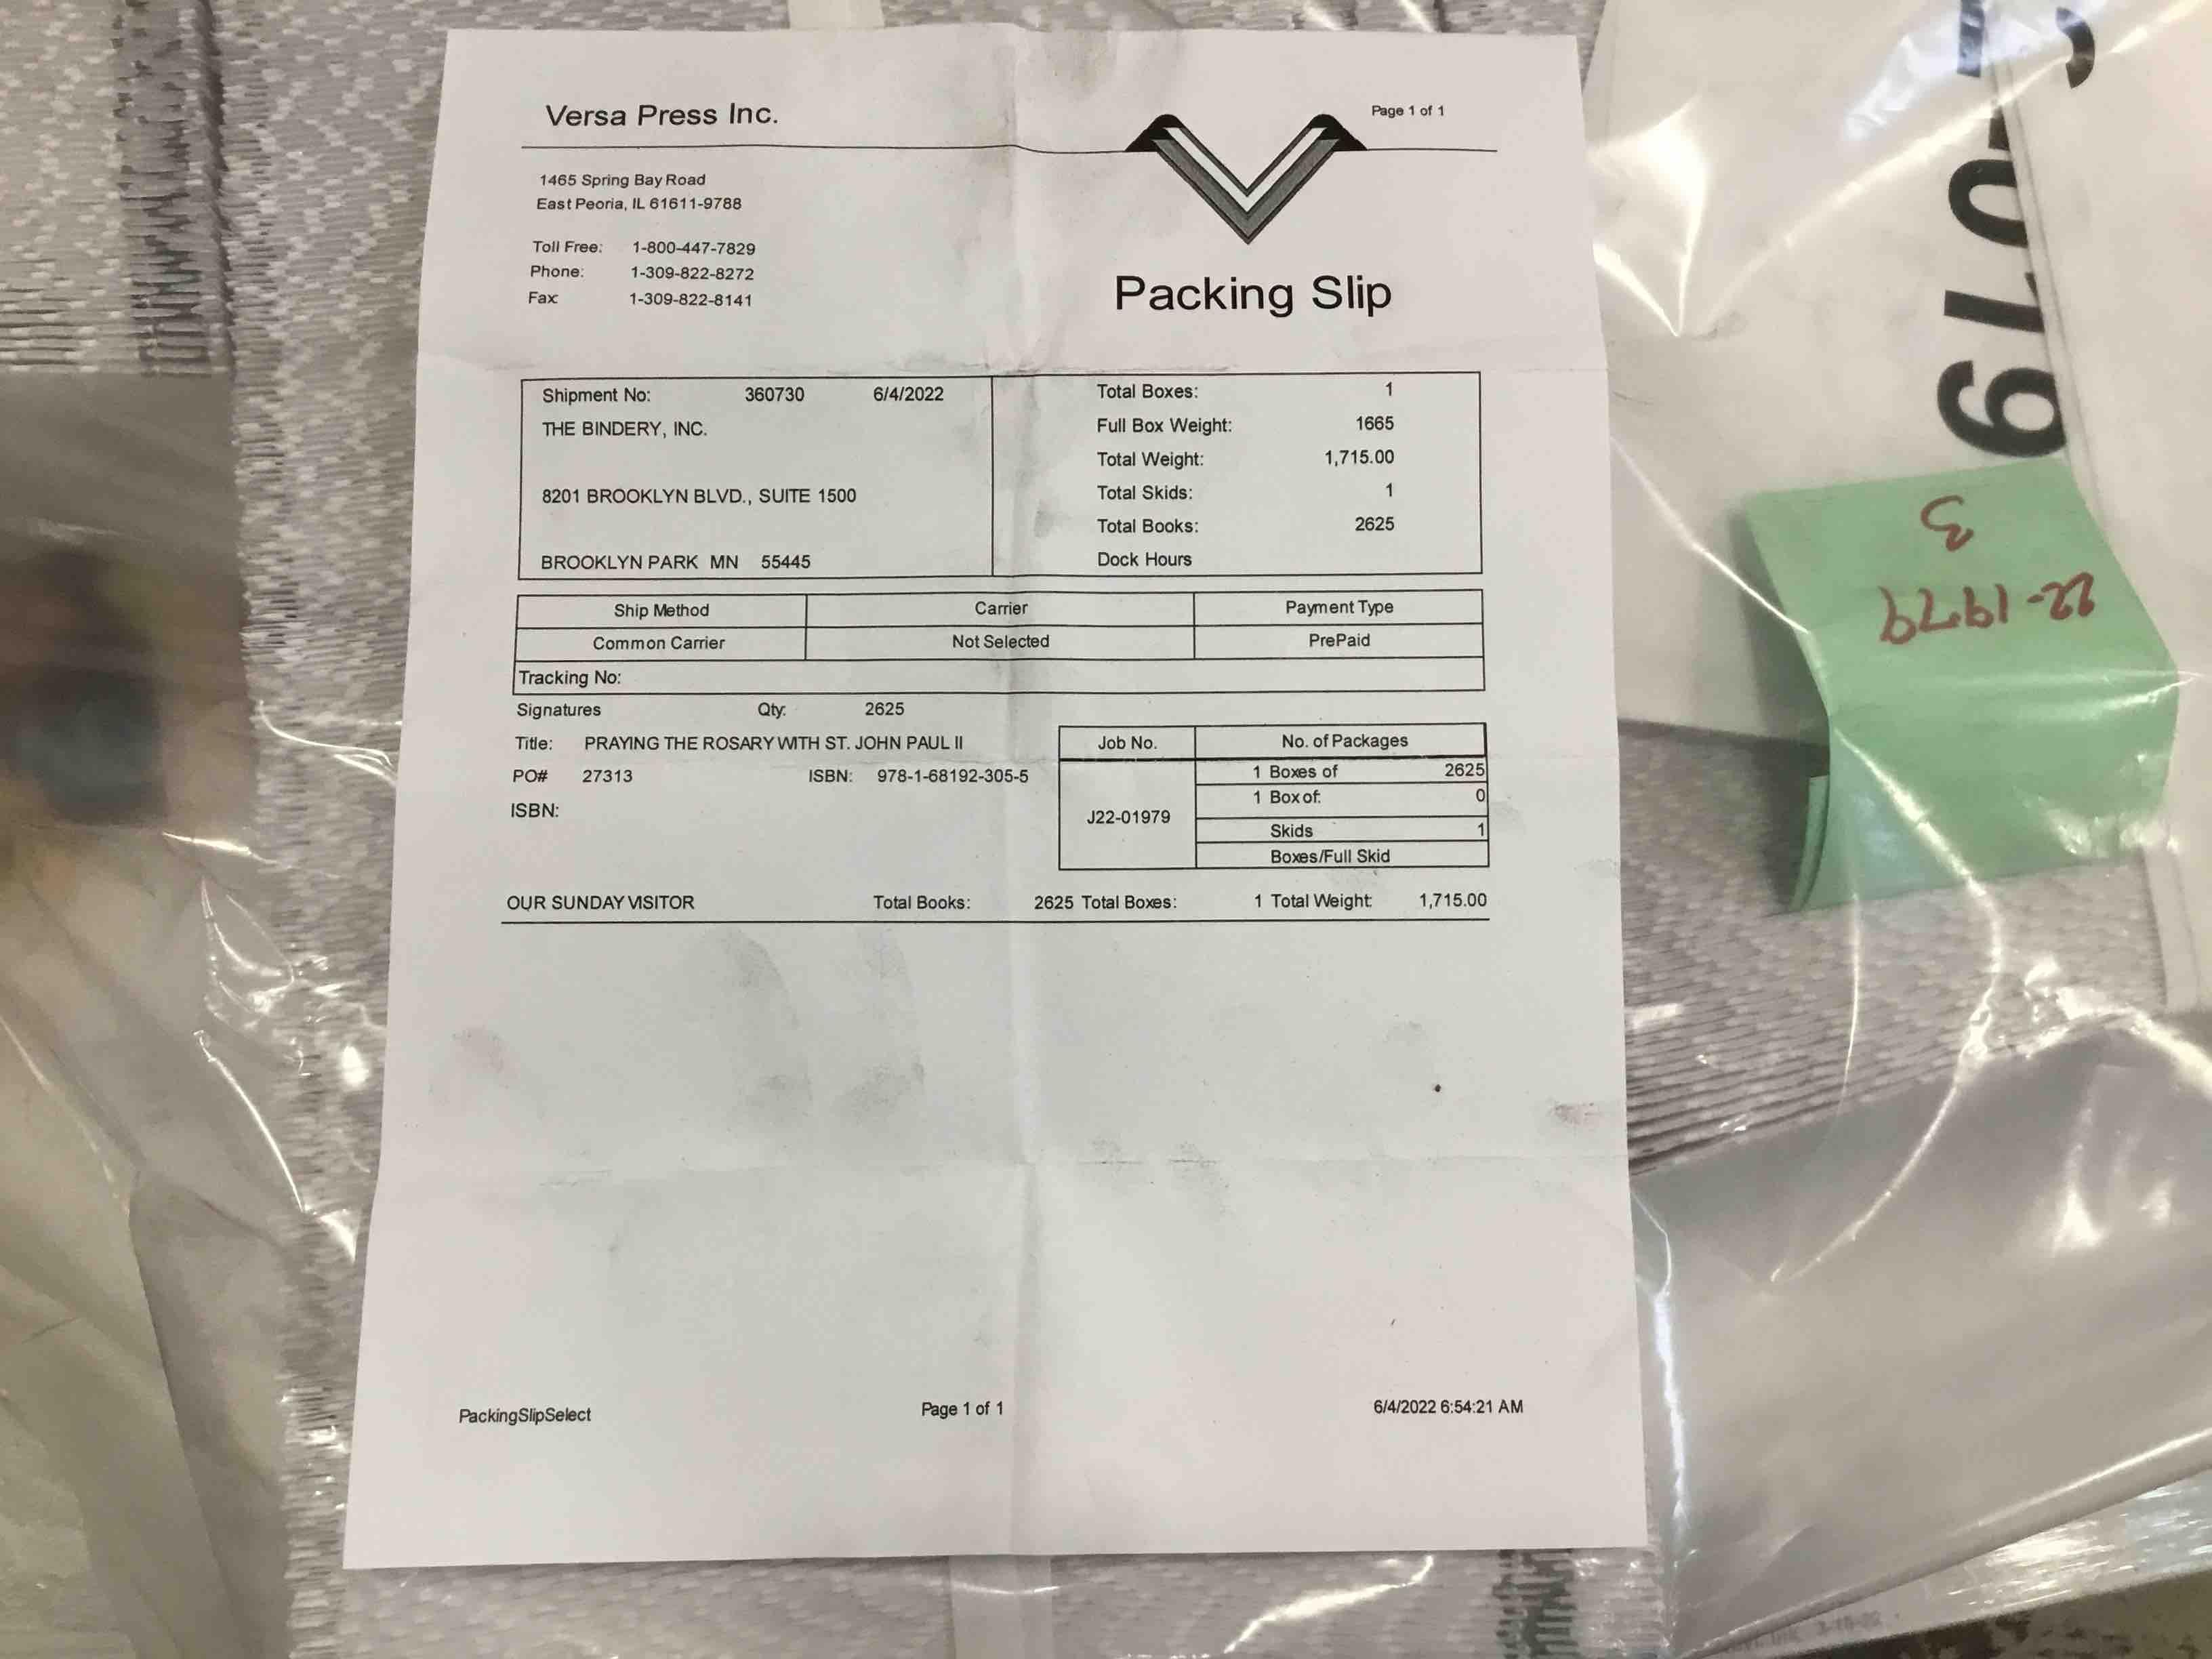 Versa Press Inc.
Page 1 of 1
1465 Spring Bay Road
East Peoria, IL 61611-9788
Toll Free: 1-800-447-7829
Phone: 1-309-822-8272
Fax: 1-309-822-8141
Packing Slip
Shipment No: 360730 6/4/2022
THE BINDERY, INC.
8201 BROOKLYN BLVD., SUITE 1500
BROOKLYN PARK MN 55445
Total Boxes: 1
Full Box Weight: 1665
Total Weight: 1,715.00
Total Skids: 1
Total Books: 2625
Dock Hours
Ship Method Carrier Payment Type
Common Carrier Not Selected PrePaid
Tracking No:
Signatures Qty: 2625
Title: PRAYING THE ROSARY WITH ST. JOHN PAUL II
PO# 27313 ISBN: 978-1-68192-305-5
ISBN:
Job No. No. of Packages
J22-01979
1 Boxes of 2625
1 Box of: 0
Skids 1
Boxes/Full Skid
OUR SUNDAY VISITOR Total Books: 2625 Total Boxes: 1 Total Weight: 1,715.00
PackingSlipSelect Page 1 of 1 6/4/2022 6:54:21 AM
22-1979
3